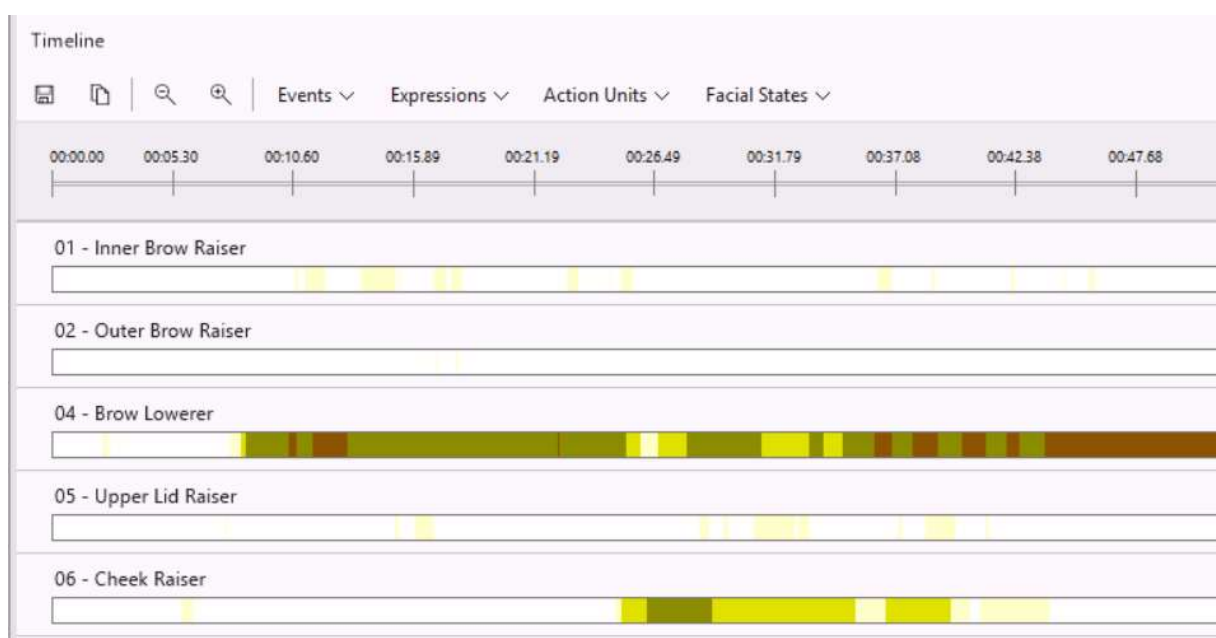 Timeline
Events Expressions Action Units Facial States
00:00.00 00:05.30 00:10.60 00:15.89 00:21.19 00:26.49 00:31.79 00:37.08 00:42.38 00:47.68
01 - Inner Brow Raiser
02 - Outer Brow Raiser
04 - Brow Lowerer
05 - Upper Lid Raiser
06 - Cheek Raiser